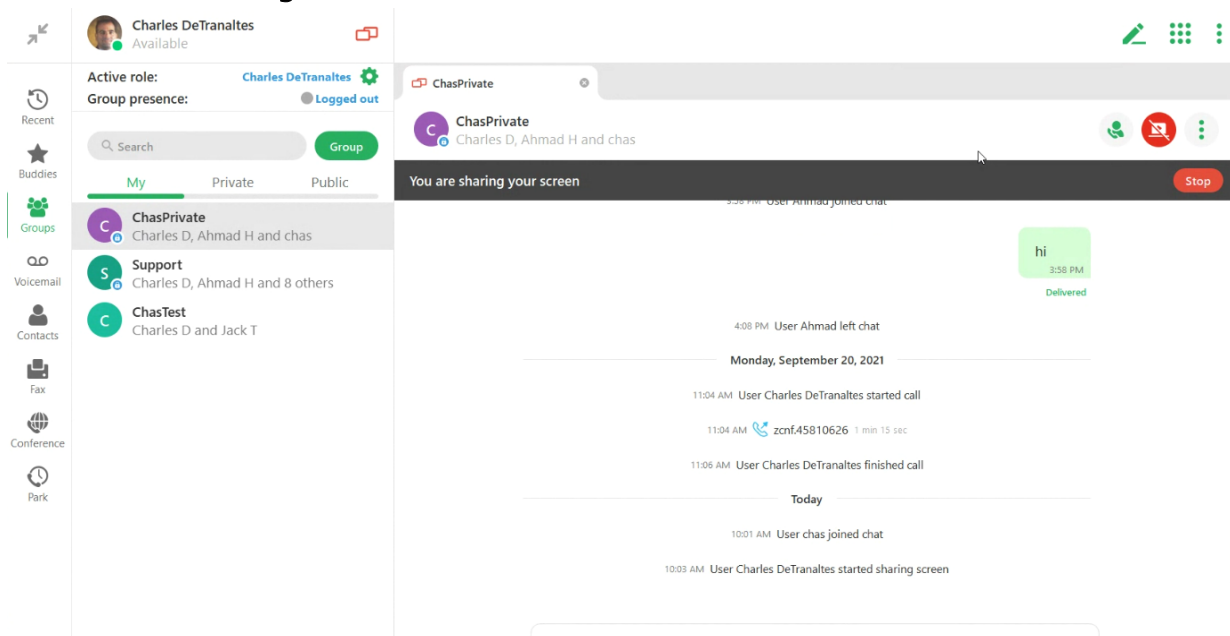 Charles DeTranaltes
Available
Active role: Charles DeTranaltes
Group presence: Logged out
Search
Group
My Private Public
C ChasPrivate
Charles D, Ahmad H and chas
S Support
Charles D, Ahmad H and 8 others
C ChasTest
Charles D and Jack T
Recent
Buddies
Groups
Voicemail
Contacts
Fax
Conference
Park
ChasPrivate
C ChasPrivate
Charles D, Ahmad H and chas
You are sharing your screen Stop
3:58 PM User Ahmad joined chat
hi
3:58 PM
Delivered
4:08 PM User Ahmad left chat
Monday, September 20, 2021
11:04 AM User Charles DeTranaltes started call
11:04 AM zcnf.45810626 1 min 15 sec
11:06 AM User Charles DeTranaltes finished call
Today
10:01 AM User chas joined chat
10:03 AM User Charles DeTranaltes started sharing screen